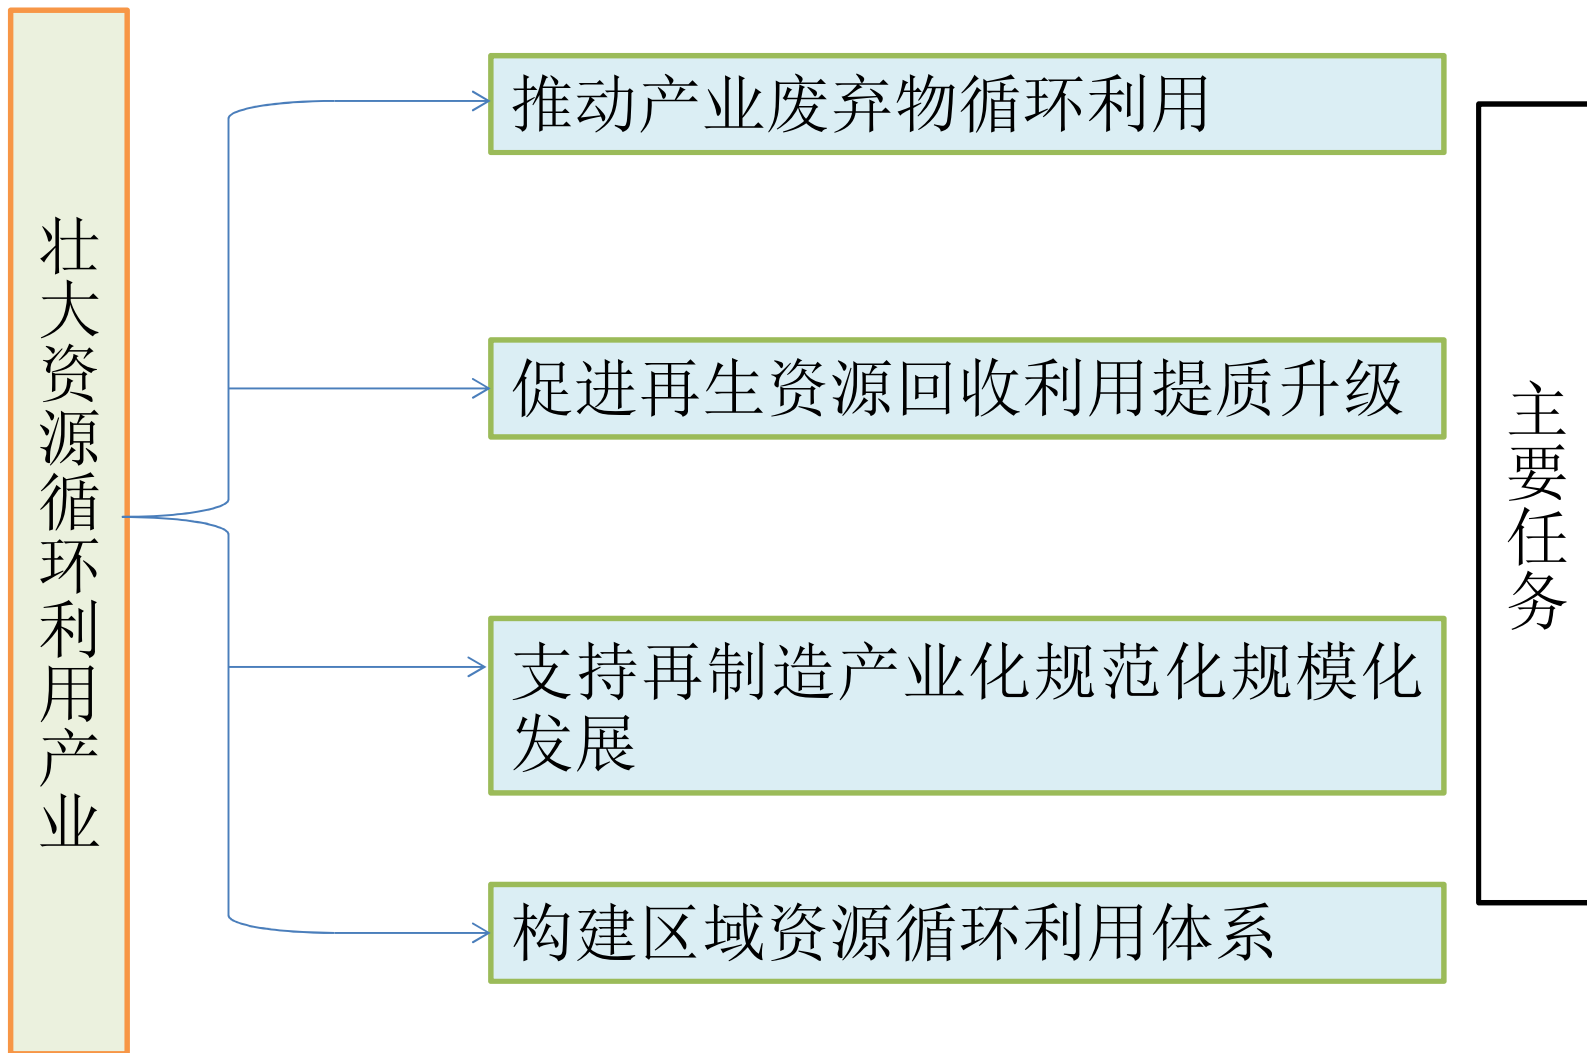 壮大资源循环利用产业
推动产业废弃物循环利用
促进再生资源回收利用提质升级
支持再制造产业化规范化规模化
发展
构建区域资源循环利用体系
主要任务